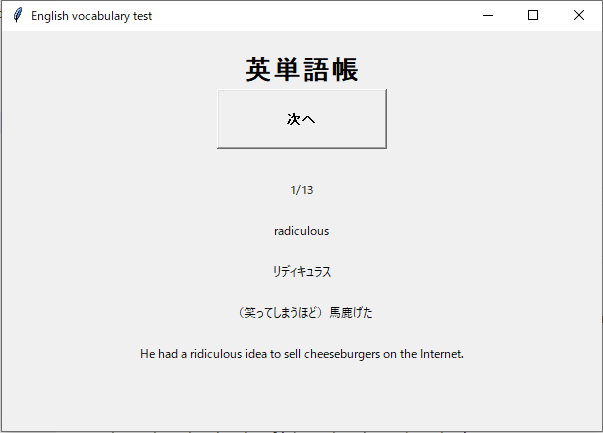 English vocabulary test
英単語帳
次へ
1/13
radiculous
リディキュラス
（笑ってしまうほど）馬鹿げた
He had a ridiculous idea to sell cheeseburgers on the Internet.